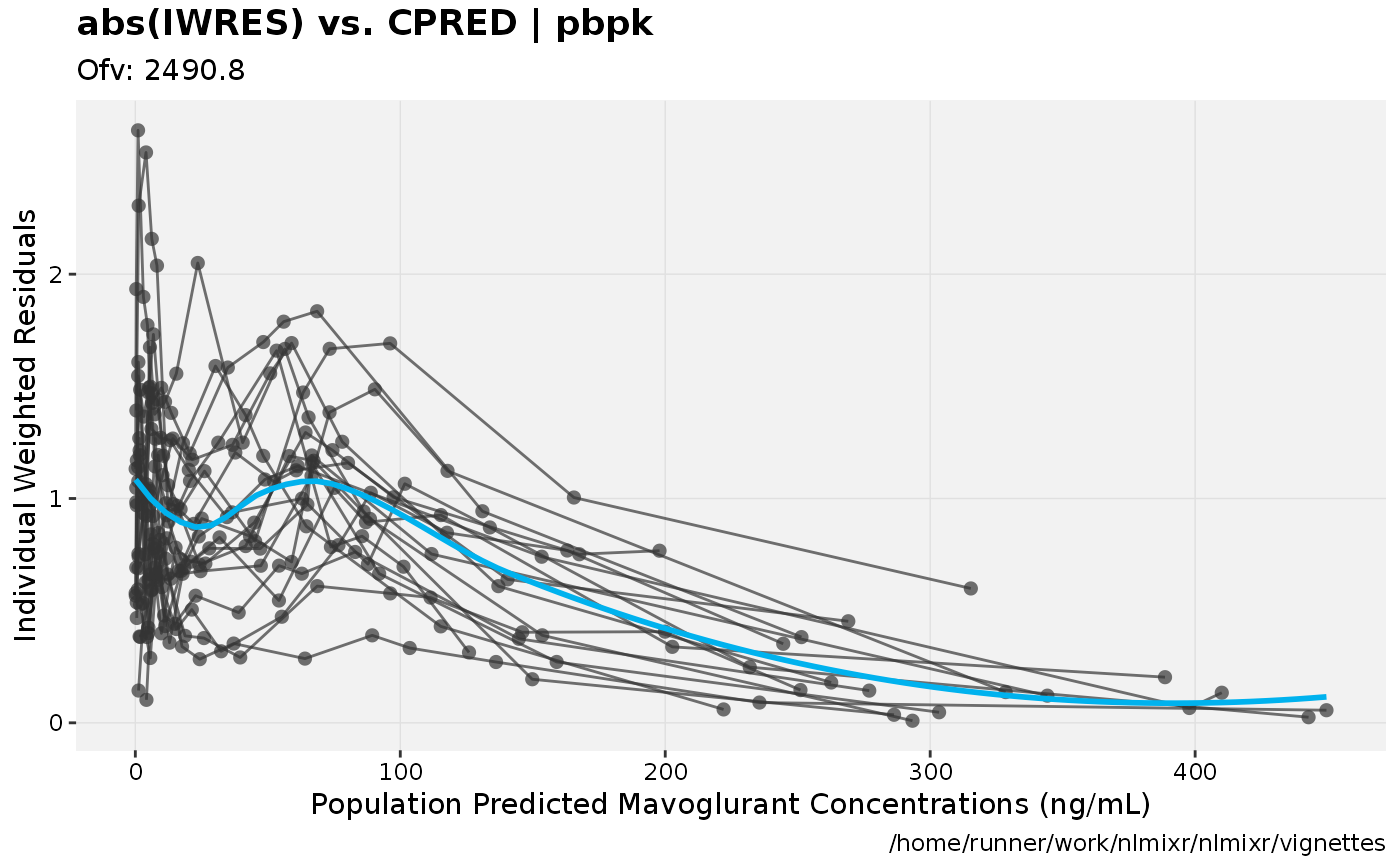 abs(IWRES) vs. CPRED | pbpk
Ofv: 2490.8
Individual Weighted Residuals
2
1
0
0 100 200 300 400
Population Predicted Mavoglurant Concentrations (ng/mL)
/home/runner/work/nlmixr/nlmixr/vignettes